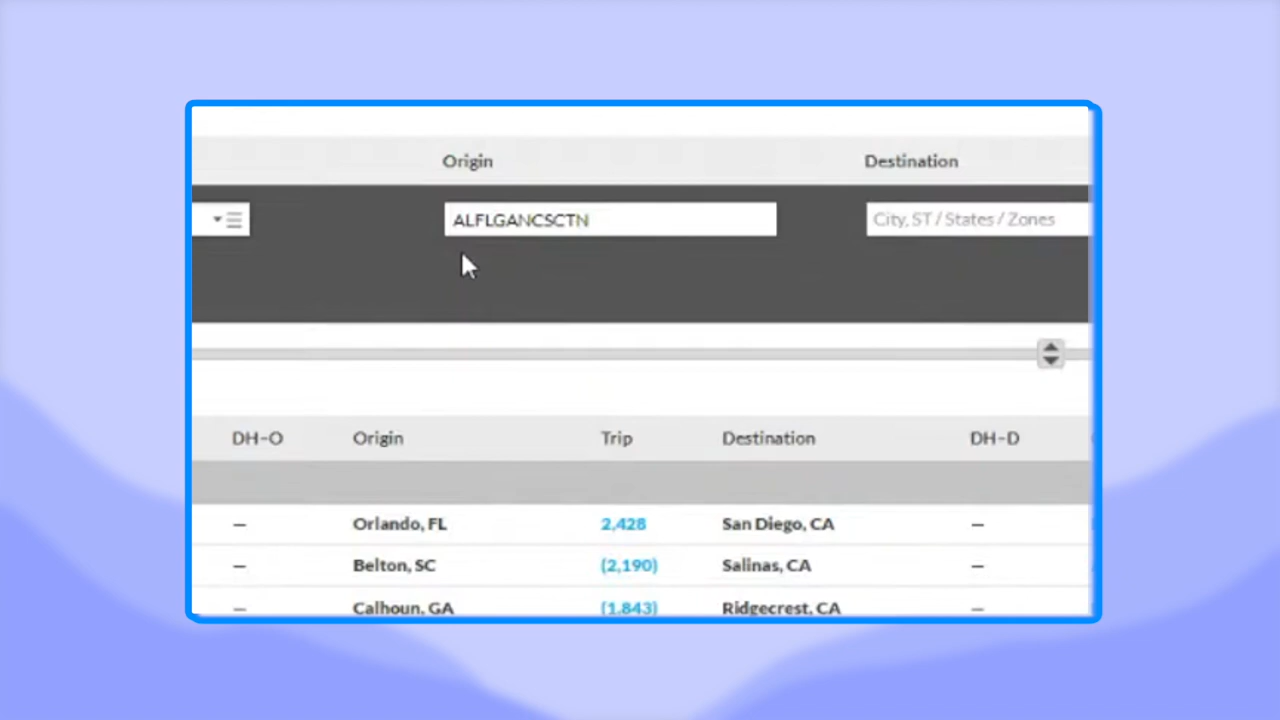 Origin Destination
ALFLGANCSCTN City, ST / States / Zones
DH-O Origin Trip Destination DH-D
– Orlando, FL 2,428 San Diego, CA –
– Belton, SC (2,190) Salinas, CA –
– Calhoun, GA (1,843) Ridgecrest, CA –